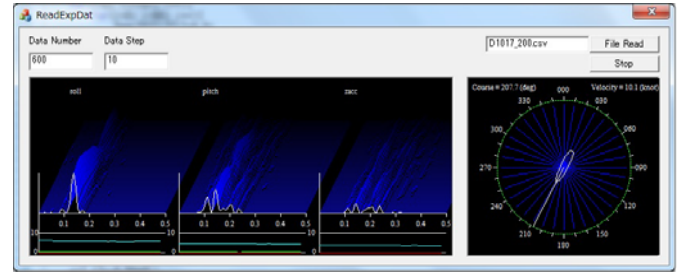 ReadExpDat
Data Number Data Step
600 10
D1017_200.csv File Read
Stop
roll pitch zacc
0.1 0.2 0.3 0.4 0.5 0.1 0.2 0.3 0.4 0.5 0.1 0.2 0.3 0.4 0.5
10 10 10
0 0 0
Course = 207.7 (deg) Velocity = 10.1 (knot)
000
330 030
300 060
270 090
240 120
210 150
180